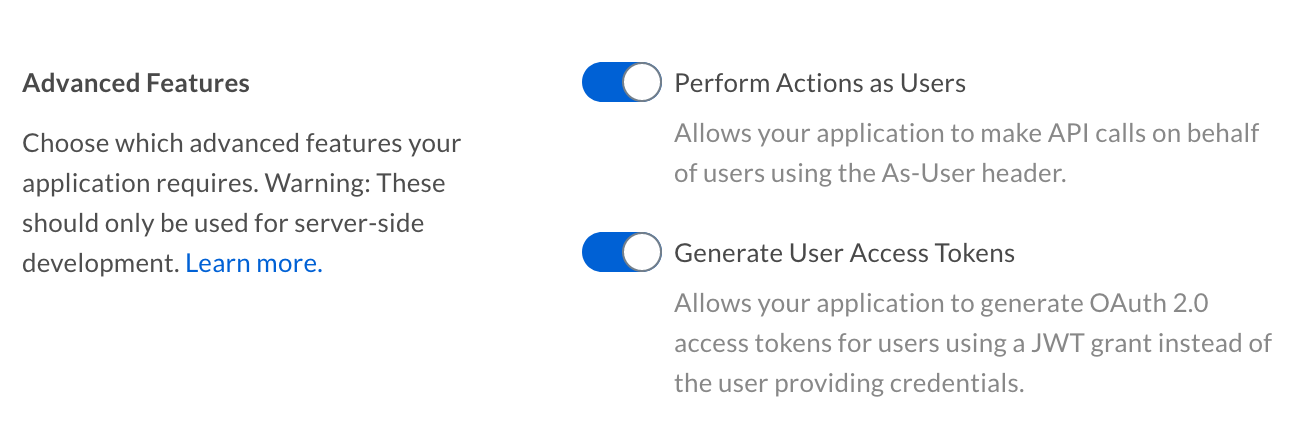 Advanced Features
Choose which advanced features your
application requires. Warning: These
should only be used for server-side
development. Learn more.
Perform Actions as Users
Allows your application to make API calls on behalf
of users using the As-User header.
Generate User Access Tokens
Allows your application to generate OAuth 2.0
access tokens for users using a JWT grant instead of
the user providing credentials.